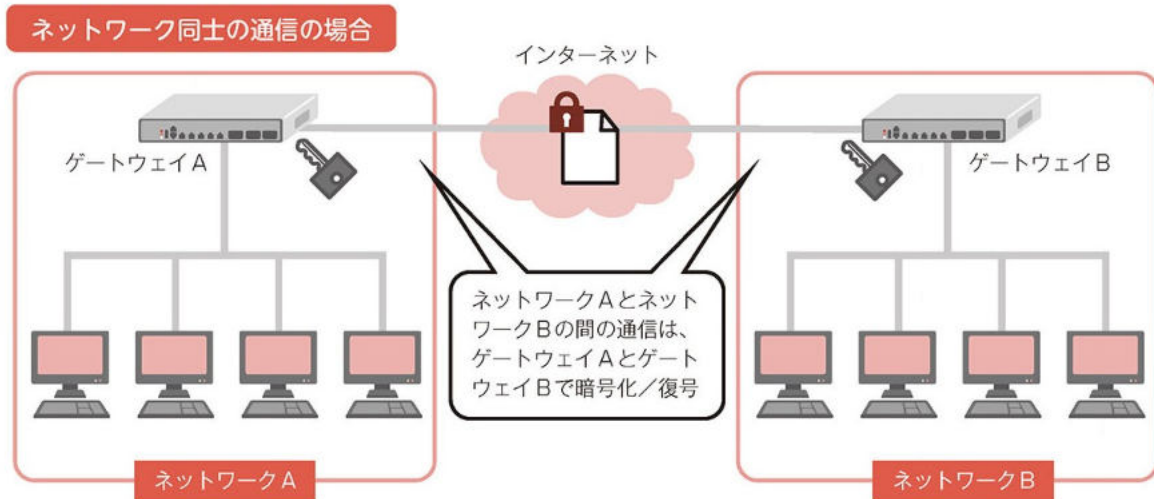 ネットワーク同士の通信の場合
インターネット
ゲートウェイA
ゲートウェイB
ネットワークAとネット
ワークBの間の通信は、
ゲートウェイAとゲート
ウェイBで暗号化／復号
ネットワークA
ネットワークB